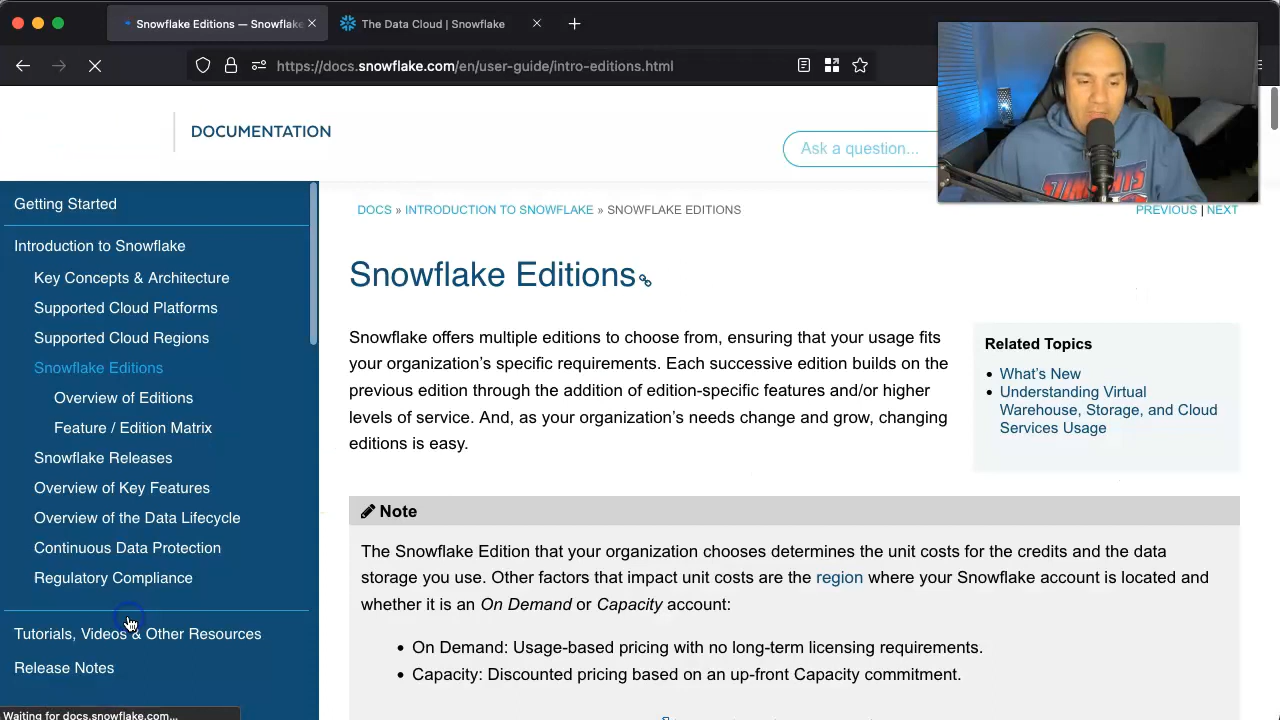 Snowflake Editions — Snowflake
The Data Cloud | Snowflake
https://docs.snowflake.com/en/user-guide/intro-editions.html
DOCUMENTATION
Ask a question...
Getting Started
Introduction to Snowflake
Key Concepts & Architecture
Supported Cloud Platforms
Supported Cloud Regions
Snowflake Editions
Overview of Editions
Feature / Edition Matrix
Snowflake Releases
Overview of Key Features
Overview of the Data Lifecycle
Continuous Data Protection
Regulatory Compliance
Tutorials, Videos & Other Resources
Release Notes
Waiting for docs.snowflake.com...
DOCS » INTRODUCTION TO SNOWFLAKE » SNOWFLAKE EDITIONS
PREVIOUS | NEXT
Snowflake Editions
Snowflake offers multiple editions to choose from, ensuring that your usage fits
your organization's specific requirements. Each successive edition builds on the
previous edition through the addition of edition-specific features and/or higher
levels of service. And, as your organization's needs change and grow, changing
editions is easy.
Related Topics
• What's New
• Understanding Virtual
Warehouse, Storage, and Cloud
Services Usage
Note
The Snowflake Edition that your organization chooses determines the unit costs for the credits and the data
storage you use. Other factors that impact unit costs are the region where your Snowflake account is located and
whether it is an On Demand or Capacity account:
• On Demand: Usage-based pricing with no long-term licensing requirements.
• Capacity: Discounted pricing based on an up-front Capacity commitment.